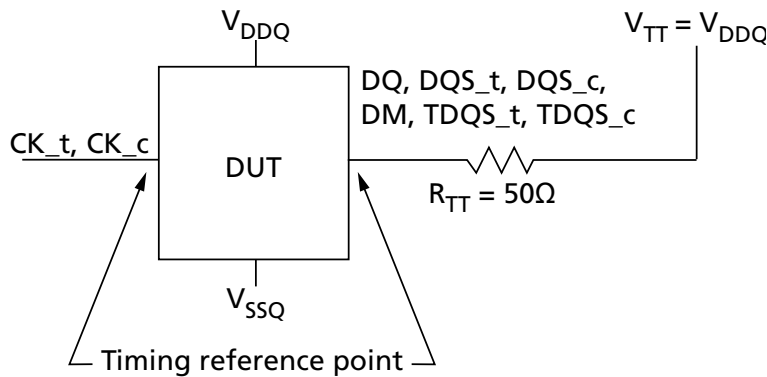 V_DDQ
V_TT = V_DDQ
DQ, DQS_t, DQS_c,
DM, TDQS_t, TDQS_c
CK_t, CK_c
DUT
R_TT = 50Ω
V_SSQ
Timing reference point